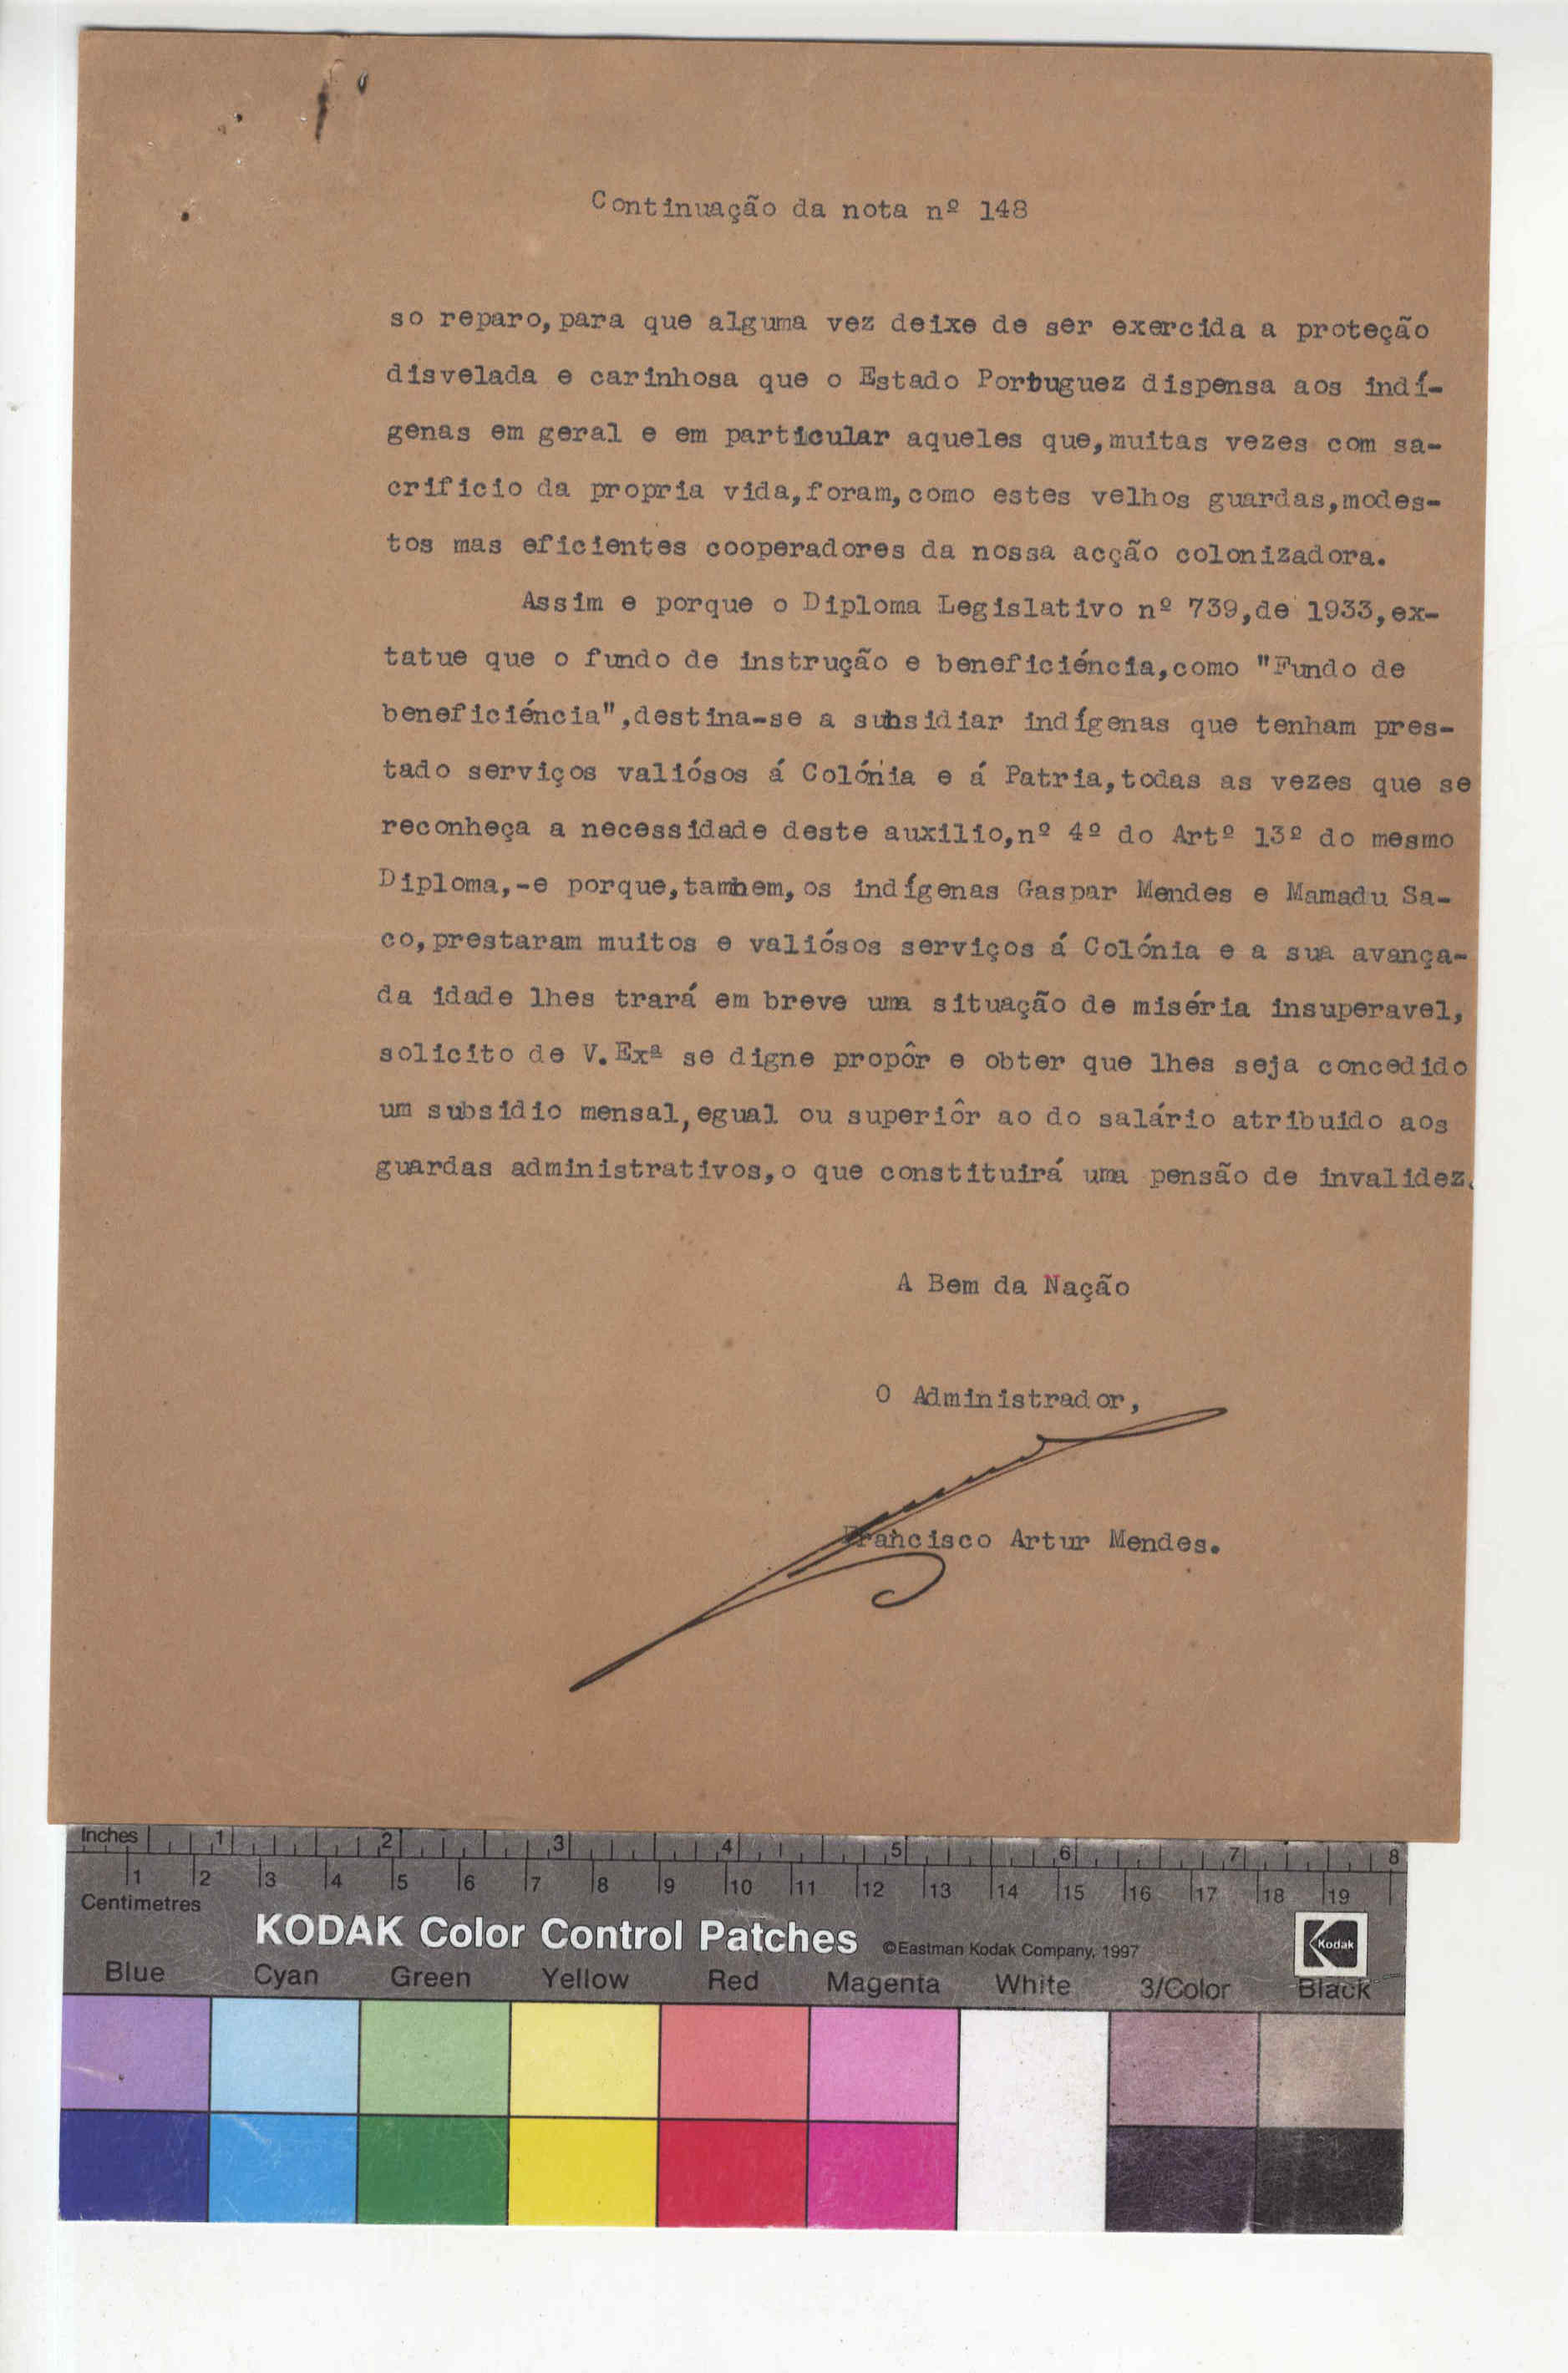 Continuação da nota nº 148
so reparo,para que alguma vez deixe de ser exercida a proteção
disvelada e carinhosa que o Estado Portuguez dispensa aos indí-
genas em geral e em particular aqueles que,muitas vezes com sa-
crificio da propria vida,foram,como estes velhos guardas,modes-
tos mas eficientes cooperadores da nossa acção colonizadora.
Assim e porque o Diploma Legislativo nº 739,de 1933,ex-
tatue que o fundo de instrução e beneficiéncia,como "Fundo de
beneficiéncia",destina-se a subsidiar indígenas que tenham pres-
tado serviços valiósos á Colónia e á Patria,todas as vezes que se
reconheça a necessidade deste auxilio,nº 4º do Artº 13º do mesmo
Diploma,-e porque,tambem,os indígenas Gaspar Mendes e Mamadu Sa-
co,prestaram muitos e valiósos serviços á Colónia e a sua avança-
da idade lhes trará em breve uma situação de miséria insuperavel,
solicito de V.Exª se digne propôr e obter que lhes seja concedido
um subsidio mensal,egual ou superiôr ao do salário atribuido aos
guardas administrativos,o que constituirá uma pensão de invalidez.
A Bem da Nação
O Administrador,
Francisco Artur Mendes.
Inches 1 2 3 4 5 6 7 8
1 2 3 4 5 6 7 8 9 10 11 12 13 14 15 16 17 18 19
Centimetres
KODAK Color Control Patches ©Eastman Kodak Company, 1997 Kodak
Blue Cyan Green Yellow Red Magenta White 3/Color Black